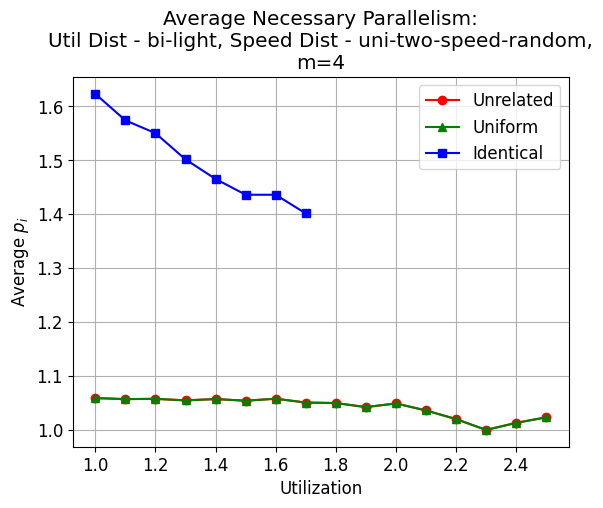 Average Necessary Parallelism:
Util Dist - bi-light, Speed Dist - uni-two-speed-random,
m=4
Unrelated
Uniform
Identical
1.6
1.5
1.4
1.3
1.2
1.1
1.0
Average p_i
1.0 1.2 1.4 1.6 1.8 2.0 2.2 2.4
Utilization